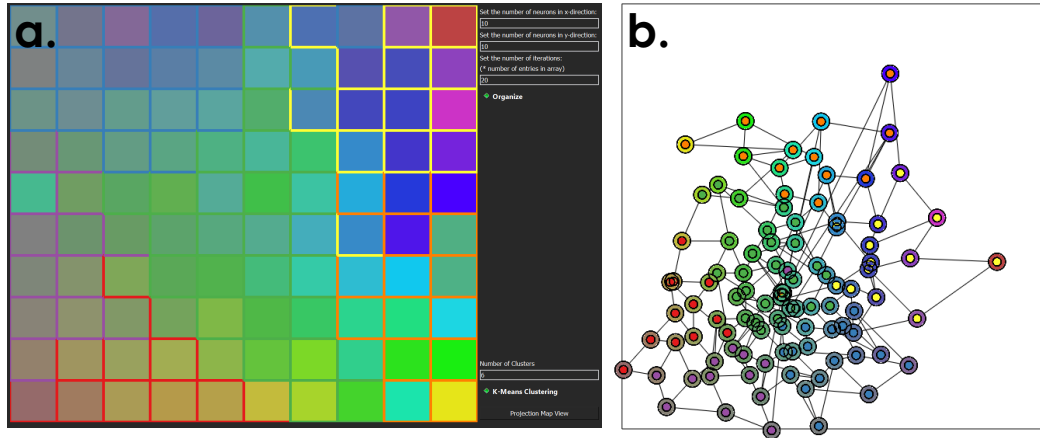 a.
Set the number of neurons in x-direction:
10
Set the number of neurons in y-direction:
10
Set the number of iterations:
(* number of entries in array)
20
Organize
Number of Clusters
6
K-Means Clustering
Projection Map View
b.